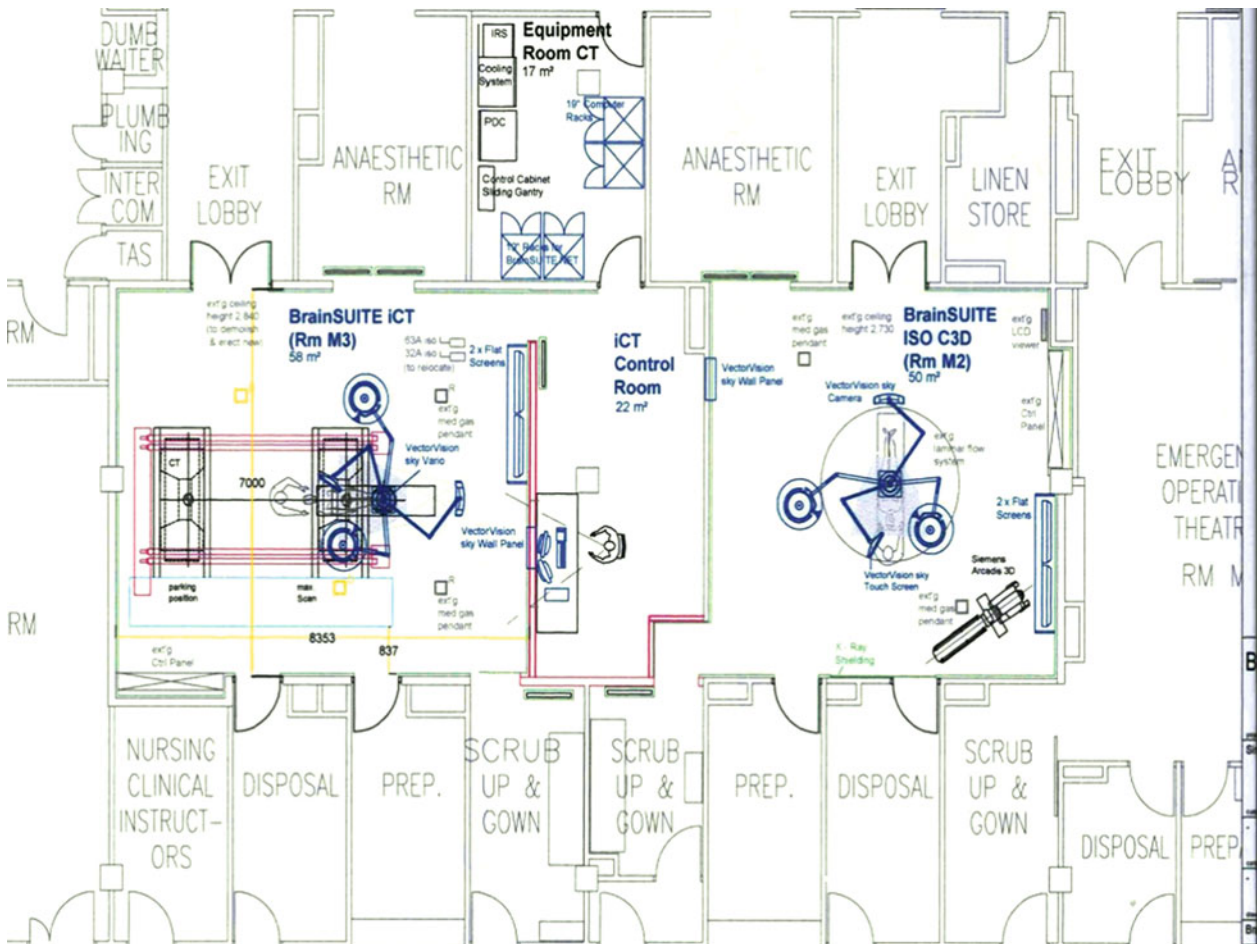 DUMB
WAITER
PLUMB
ING
INTER
COM
TAS
EXIT
LOBBY
ANAESTHETIC
RM
IRS
Cooling
System
PDC
Control Cabinet
Sliding Gantry
Equipment
Room CT
17 m²
19" Computer
Racks
ANAESTHETIC
RM
EXIT
LOBBY
LINEN
STORE
EXIT
LOBBY
RM
ext'g ceiling
height 2.840
(to demolish
& erect new)
BrainSUITE iCT
(Rm M3)
58 m²
63A iso
32A iso
(to relocate)
2 x Flat
Screens
R
ext'g
med gas
pendant
VectorVision
sky Vario
CT
7000
VectorVision
sky Wall Panel
parking
position
max.
Scan
R
ext'g
med gas
pendant
8353
837
ext'g
Ctrl Panel
iCT
Control
Room
22 m²
VectorVision
sky Wall Panel
ext'g
med gas
pendant
ext'g ceiling
height 2.730
BrainSUITE
ISO C3D
(Rm M2)
50 m²
ext'g
LCD
viewer
VectorVision sky
Camera
ext'g
Ctrl
Panel
ext'g
laminar flow
system
2 x Flat
Screens
VectorVision sky
Touch Screen
Siemens
Arcadis 3D
ext'g
med gas
pendant
X - Ray
Shielding
EMERGEN
OPERATI
THEATR
RM M
RM
NURSING
CLINICAL
INSTRUCT-
ORS
DISPOSAL
PREP.
SCRUB
UP &
GOWN
SCRUB
UP &
GOWN
PREP.
DISPOSAL
SCRUB
UP &
GOWN
DISPOSAL
PREP
B